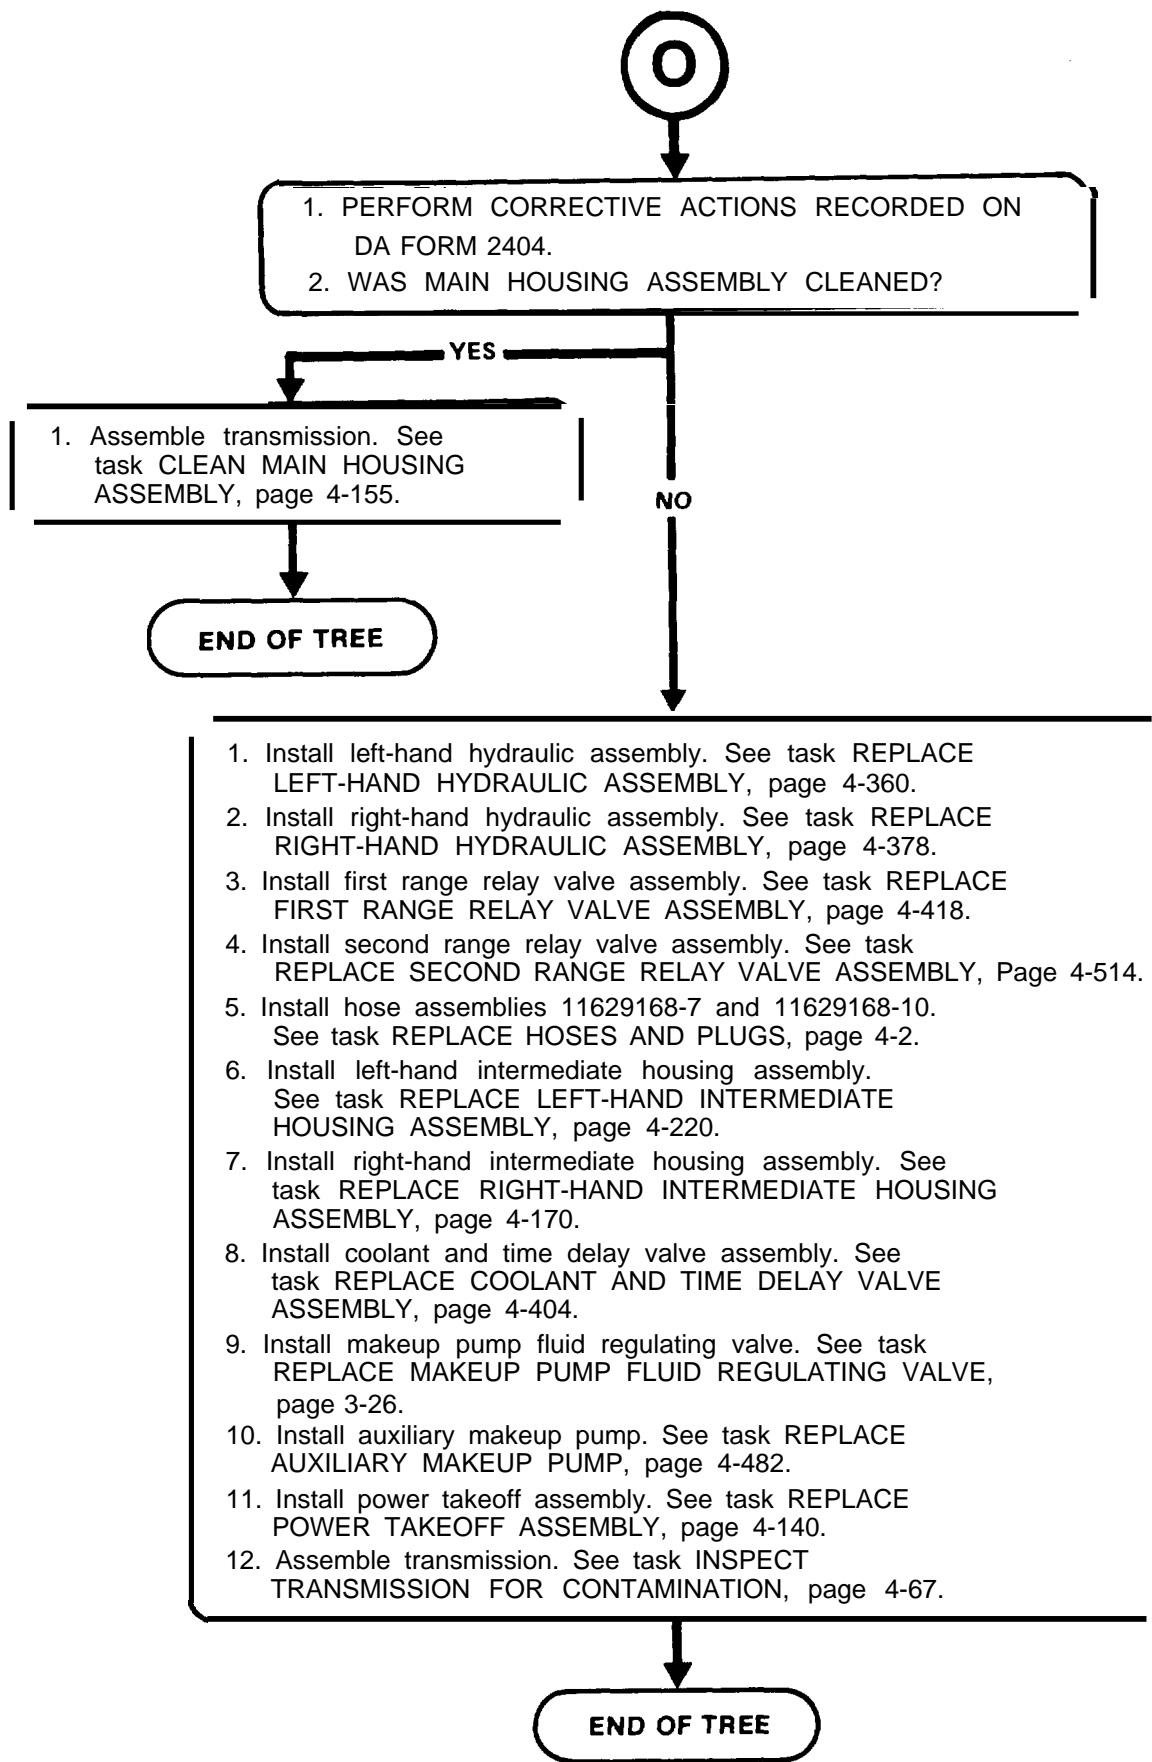 O
1. PERFORM CORRECTIVE ACTIONS RECORDED ON
DA FORM 2404.
2. WAS MAIN HOUSING ASSEMBLY CLEANED?
YES
1. Assemble transmission. See
task CLEAN MAIN HOUSING
ASSEMBLY, page 4-155.
NO
END OF TREE
1. Install left-hand hydraulic assembly. See task REPLACE
LEFT-HAND HYDRAULIC ASSEMBLY, page 4-360.
2. Install right-hand hydraulic assembly. See task REPLACE
RIGHT-HAND HYDRAULIC ASSEMBLY, page 4-378.
3. Install first range relay valve assembly. See task REPLACE
FIRST RANGE RELAY VALVE ASSEMBLY, page 4-418.
4. Install second range relay valve assembly. See task
REPLACE SECOND RANGE RELAY VALVE ASSEMBLY, Page 4-514.
5. Install hose assemblies 11629168-7 and 11629168-10.
See task REPLACE HOSES AND PLUGS, page 4-2.
6. Install left-hand intermediate housing assembly.
See task REPLACE LEFT-HAND INTERMEDIATE
HOUSING ASSEMBLY, page 4-220.
7. Install right-hand intermediate housing assembly. See
task REPLACE RIGHT-HAND INTERMEDIATE HOUSING
ASSEMBLY, page 4-170.
8. Install coolant and time delay valve assembly. See
task REPLACE COOLANT AND TIME DELAY VALVE
ASSEMBLY, page 4-404.
9. Install makeup pump fluid regulating valve. See task
REPLACE MAKEUP PUMP FLUID REGULATING VALVE,
page 3-26.
10. Install auxiliary makeup pump. See task REPLACE
AUXILIARY MAKEUP PUMP, page 4-482.
11. Install power takeoff assembly. See task REPLACE
POWER TAKEOFF ASSEMBLY, page 4-140.
12. Assemble transmission. See task INSPECT
TRANSMISSION FOR CONTAMINATION, page 4-67.
END OF TREE